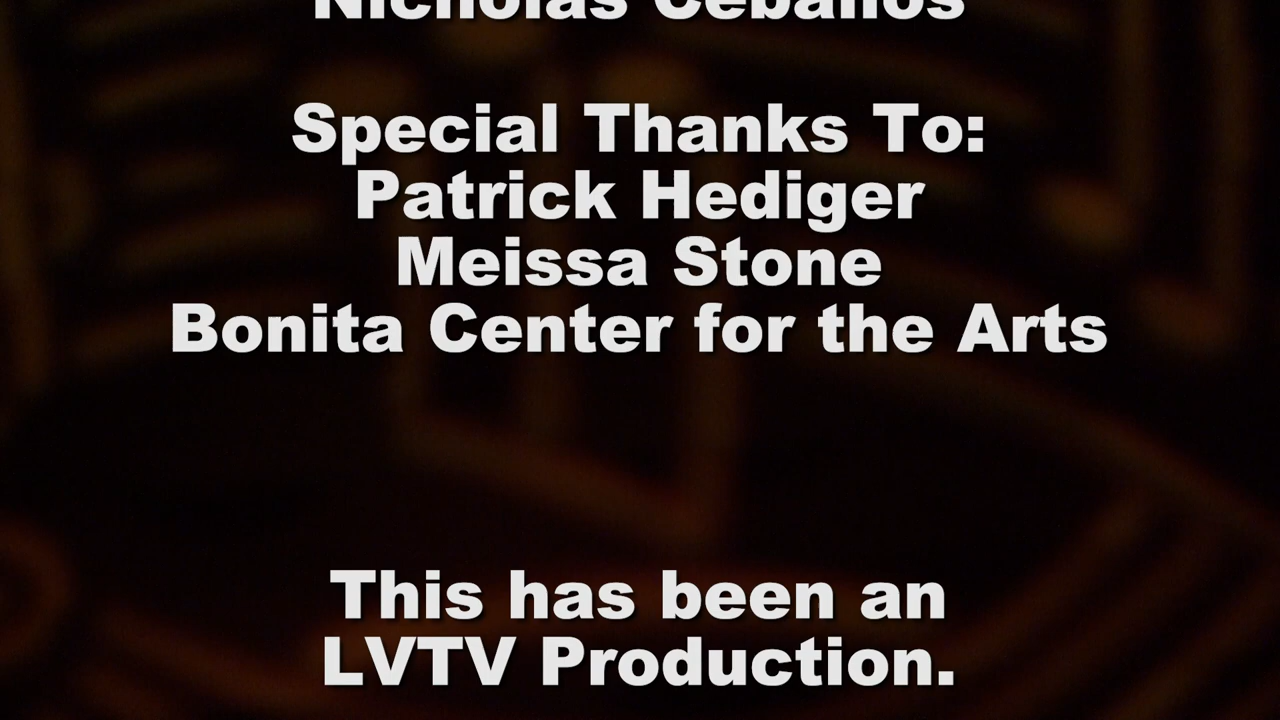 Nicholas Ceballos
Special Thanks To:
Patrick Hediger
Meissa Stone
Bonita Center for the Arts
This has been an
LVTV Production.